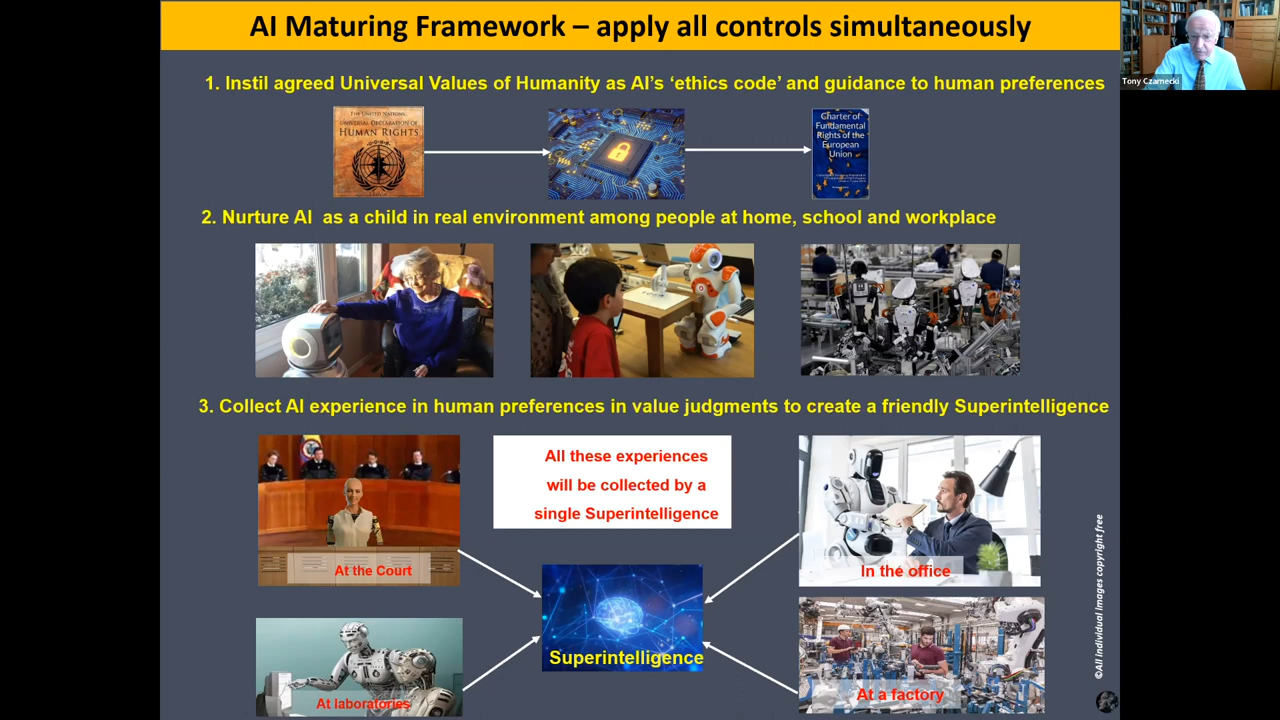 AI Maturing Framework – apply all controls simultaneously
Tony Czarnecki
1. Instil agreed Universal Values of Humanity as AI's 'ethics code' and guidance to human preferences
THE UNITED NATIONS
UNIVERSAL DECLARATION OF
HUMAN RIGHTS
Charter of
Fundamental
Rights of the
European
Union
2. Nurture AI as a child in real environment among people at home, school and workplace
3. Collect AI experience in human preferences in value judgments to create a friendly Superintelligence
All these experiences
will be collected by a
single Superintelligence
At the Court
In the office
Superintelligence
At laboratories
At a factory
©All individual images copyright free